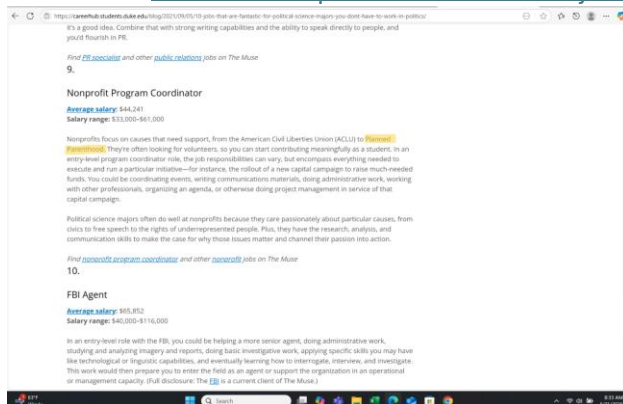 https://careerhub.students.duke.edu/blog/2021/09/05/10-jobs-that-are-fantastic-for-political-science-majors-you-dont-have-to-work-in-politics/
it's a good idea. Combine that with strong writing capabilities and the ability to speak directly to people, and
you'd flourish in PR.
Find PR specialist and other public relations jobs on The Muse
9.
Nonprofit Program Coordinator
Average salary: $44,241
Salary range: $33,000–$61,000
Nonprofits focus on causes that need support, from the American Civil Liberties Union (ACLU) to Planned
Parenthood. They're often looking for volunteers, so you can start contributing meaningfully as a student. In an
entry-level program coordinator role, the job responsibilities can vary, but encompass everything needed to
execute and run a particular initiative—for instance, the rollout of a new capital campaign to raise much-needed
funds. You could be coordinating events, writing communications materials, doing administrative work, working
with other professionals, organizing an agenda, or otherwise doing project management in service of that
capital campaign.
Political science majors often do well at nonprofits because they care passionately about particular causes, from
civics to free speech to the rights of underrepresented people. Plus, they have the research, analysis, and
communication skills to make the case for why those issues matter and channel their passion into action.
Find nonprofit program coordinator and other nonprofit jobs on The Muse
10.
FBI Agent
Average salary: $65,852
Salary range: $40,000–$116,000
In an entry-level role with the FBI, you could be helping a more senior agent, doing administrative work,
studying and analyzing imagery and reports, doing basic investigative work, applying specific skills you may have
like technological or linguistic capabilities, and eventually learning how to interrogate, interview, and investigate.
This work would then prepare you to enter the field as an agent or support the organization in an operational
or management capacity. (Full disclosure: The FBI is a current client of The Muse.)
Search
8:33 AM